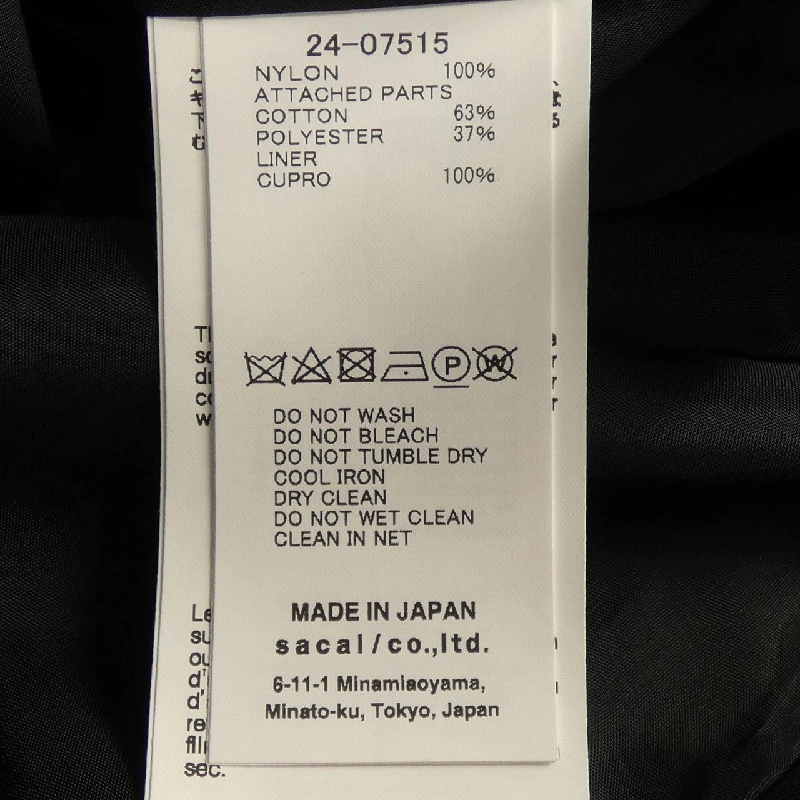 24-07515
NYLON 100%
ATTACHED PARTS
COTTON 63%
POLYESTER 37%
LINER
CUPRO 100%
P
W
DO NOT WASH
DO NOT BLEACH
DO NOT TUMBLE DRY
COOL IRON
DRY CLEAN
DO NOT WET CLEAN
CLEAN IN NET
MADE IN JAPAN
sacai/co.,ltd.
6-11-1 Minamiaoyama,
Minato-ku, Tokyo, Japan
sec.